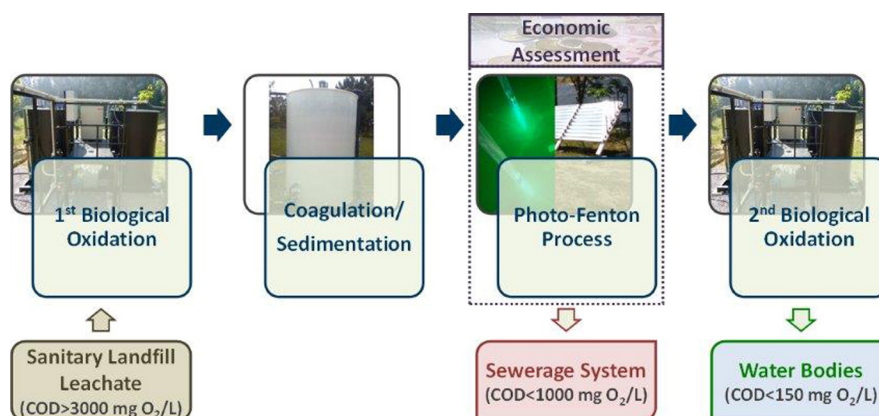 Economic
Assessment
1st Biological
Oxidation
Coagulation/
Sedimentation
Photo-Fenton
Process
2nd Biological
Oxidation
Sanitary Landfill
Leachate
(COD>3000 mg O₂/L)
Sewerage System
(COD<1000 mg O₂/L)
Water Bodies
(COD<150 mg O₂/L)